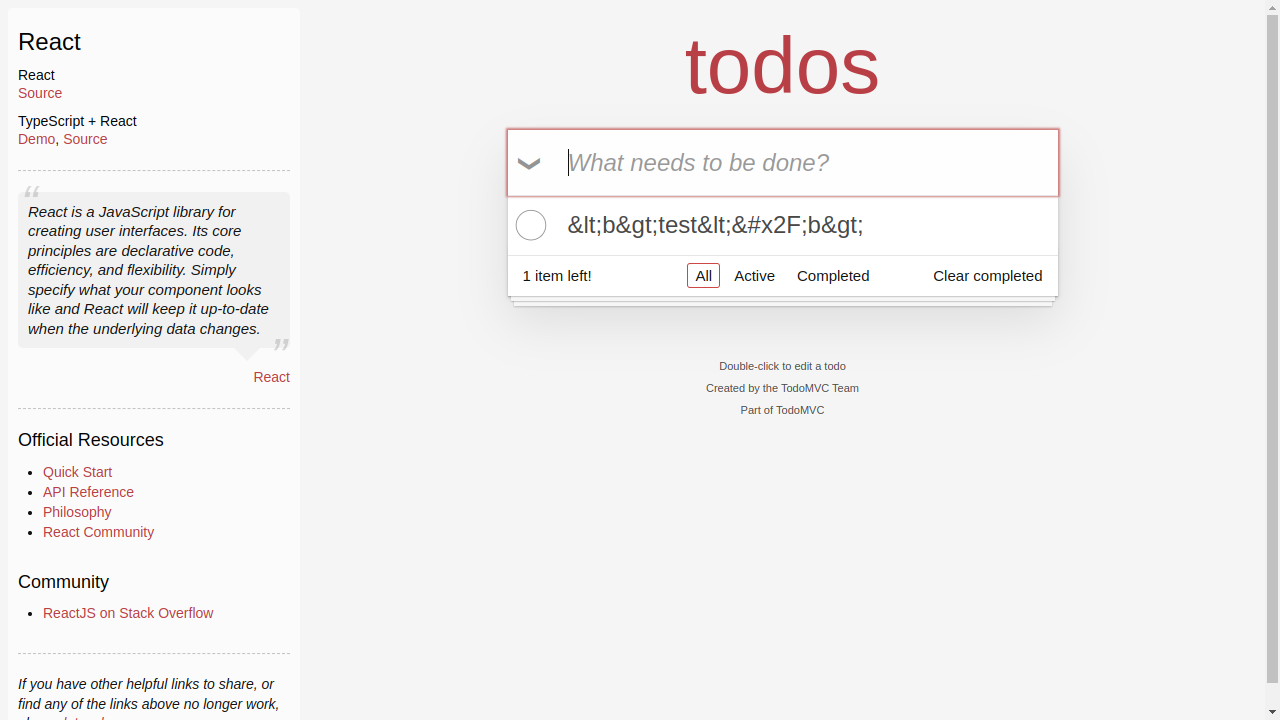 React
React
Source
TypeScript + React
Demo, Source
“
React is a JavaScript library for
creating user interfaces. Its core
principles are declarative code,
efficiency, and flexibility. Simply
specify what your component looks
like and React will keep it up-to-date
when the underlying data changes.
”
React
Official Resources
Quick Start
API Reference
Philosophy
React Community
Community
ReactJS on Stack Overflow
If you have other helpful links to share, or
find any of the links above no longer work,
todos
What needs to be done?
&lt;b&gt;test&lt;&#x2F;b&gt;
1 item left!
All Active Completed
Clear completed
Double-click to edit a todo
Created by the TodoMVC Team
Part of TodoMVC